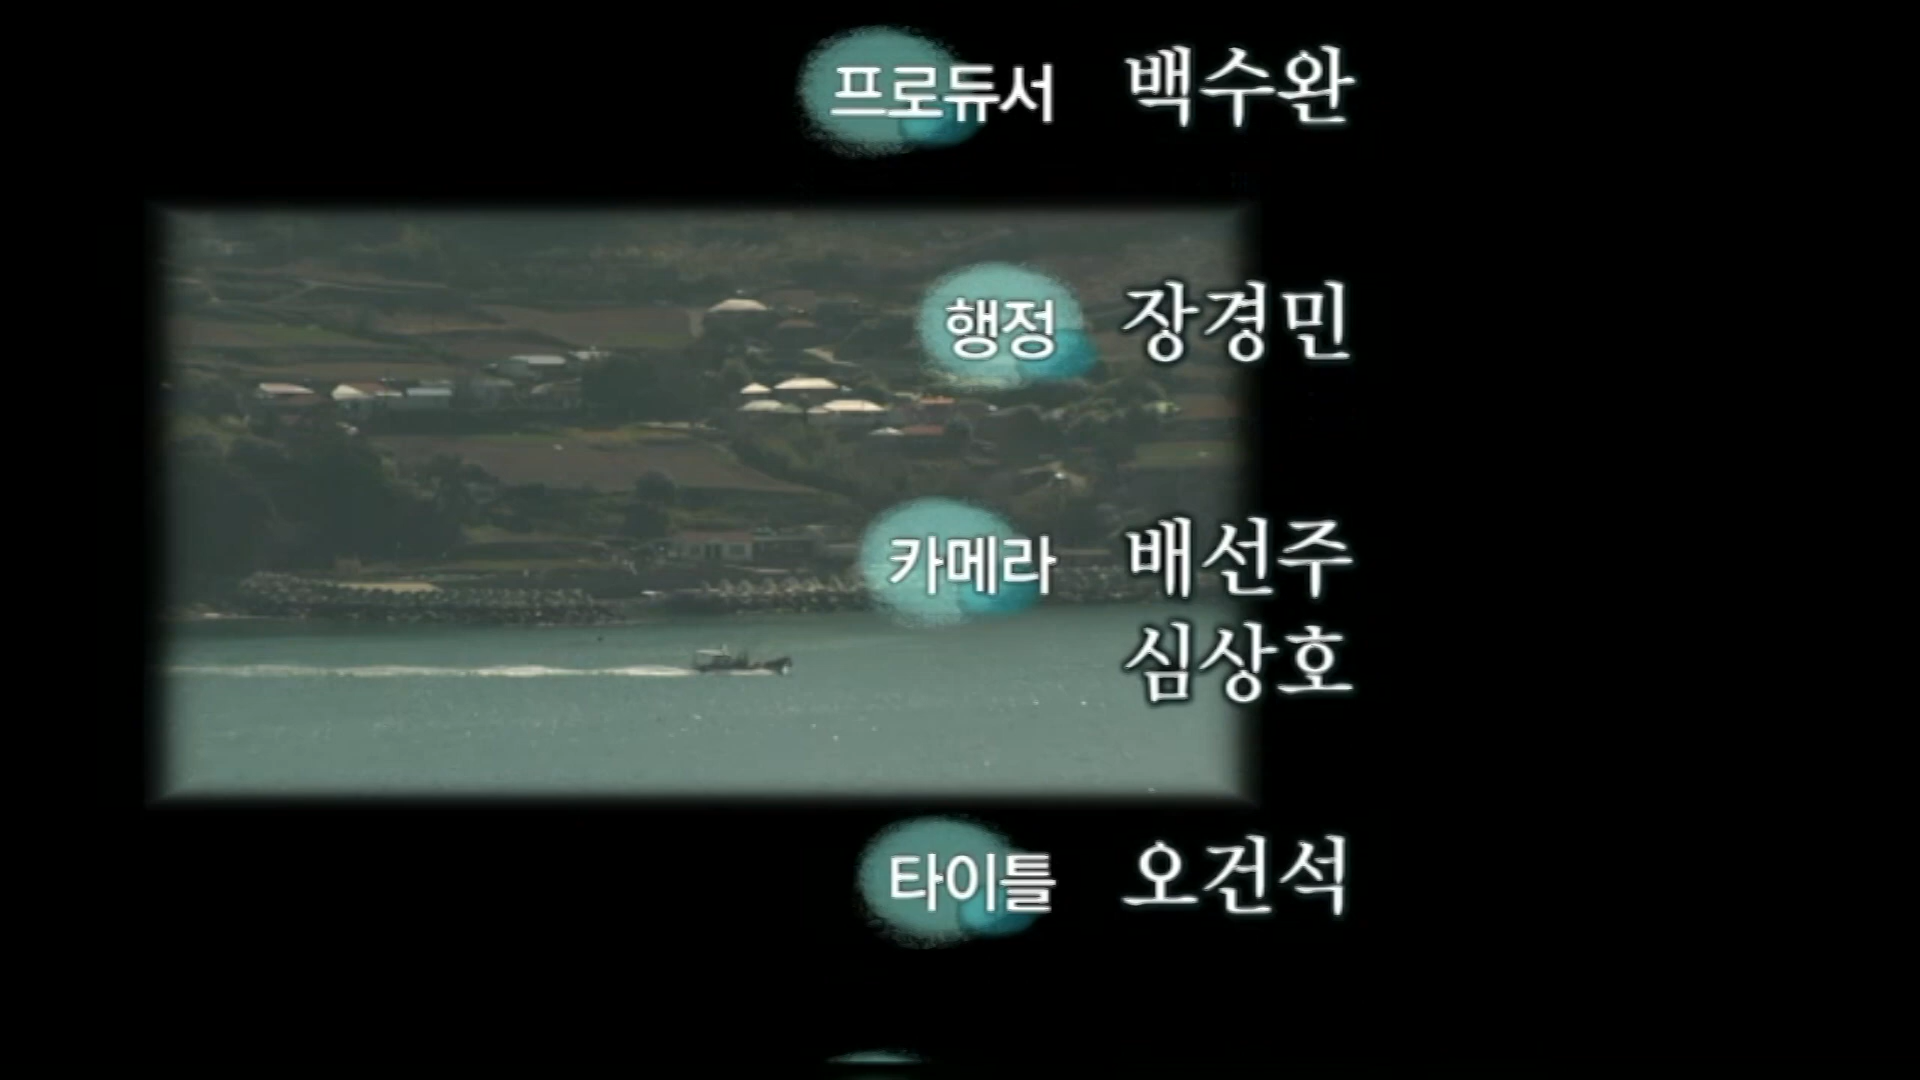 프로듀서 백수완
행정 장경민
카메라 배선주
심상호
타이틀 오건석